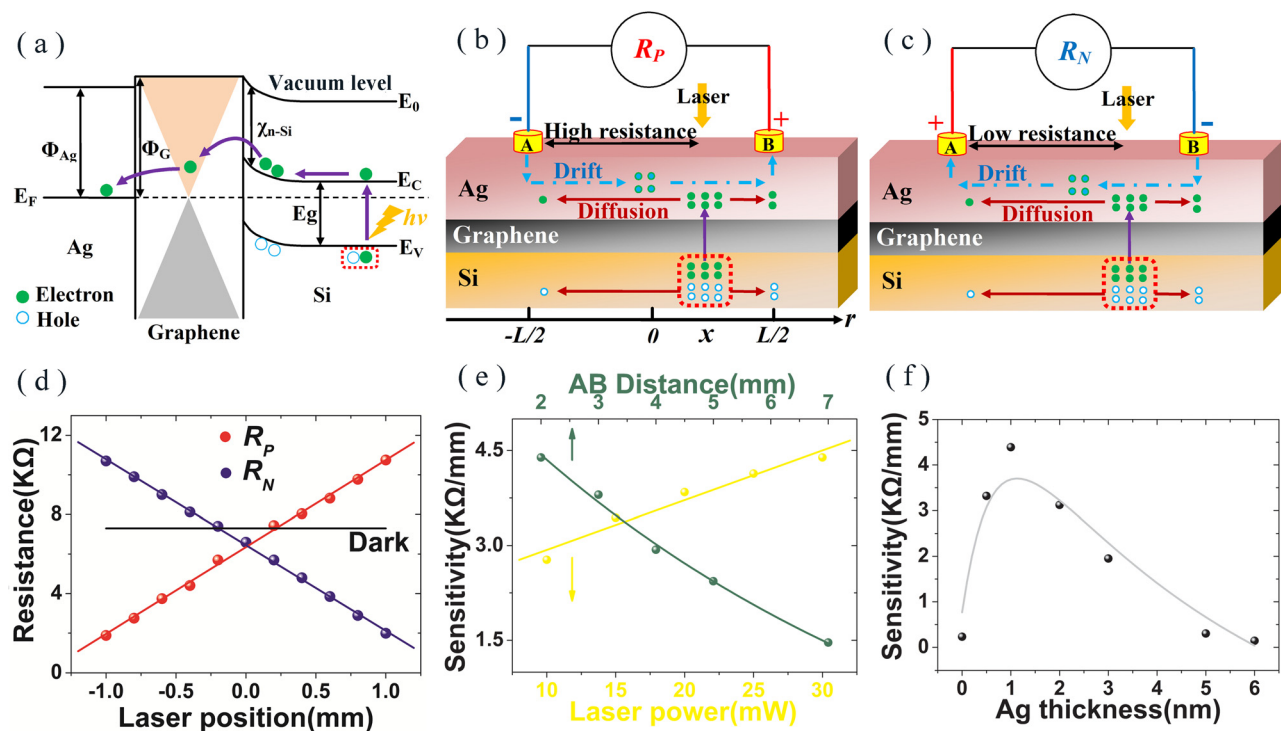 ( a )
Vacuum level
E0
χn-Si
ΦAg
ΦG
EF
EC
Eg
hν
EV
Ag
Si
Electron
Hole
Graphene
( b )
RP
Laser
-
+
A
High resistance
B
Drift
Ag
Diffusion
Graphene
Si
-L/2
0
x
L/2
r
( c )
RN
Laser
+
-
A
Low resistance
B
Drift
Ag
Diffusion
Graphene
Si
( d )
Resistance(KΩ)
12
8
4
0
RP
RN
Dark
-1.0
-0.5
0.0
0.5
1.0
Laser position(mm)
( e )
AB Distance(mm)
2
3
4
5
6
7
Sensitivity(KΩ/mm)
4.5
3.0
1.5
10
15
20
25
30
Laser power(mW)
( f )
Sensitivity(KΩ/mm)
5
4
3
2
1
0
0
1
2
3
4
5
6
Ag thickness(nm)